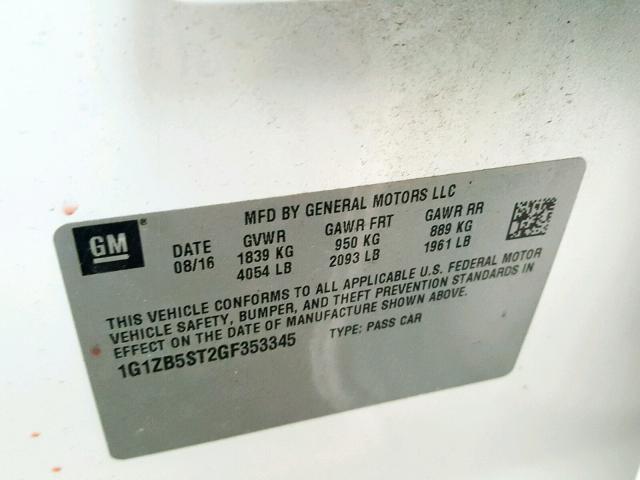 MFD BY GENERAL MOTORS LLC
GM®
DATE GVWR GAWR FRT GAWR RR
08/16 1839 KG 950 KG 889 KG
4054 LB 2093 LB 1961 LB
THIS VEHICLE CONFORMS TO ALL APPLICABLE U.S. FEDERAL MOTOR
VEHICLE SAFETY, BUMPER, AND THEFT PREVENTION STANDARDS IN
EFFECT ON THE DATE OF MANUFACTURE SHOWN ABOVE.
1G1ZB5ST2GF353345 TYPE: PASS CAR